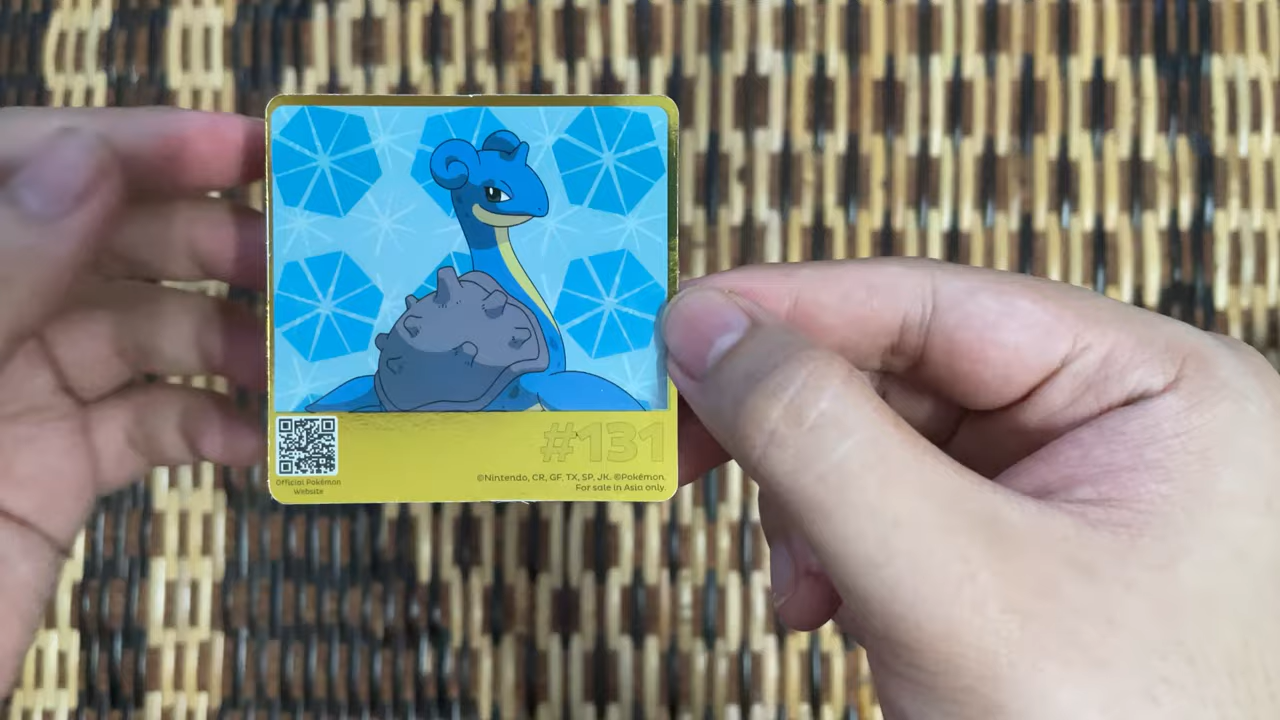 #131
©Nintendo, CR, GF, TX, SP, JK. ©Pokémon.
For sale in Asia only.
Official Pokémon
Website